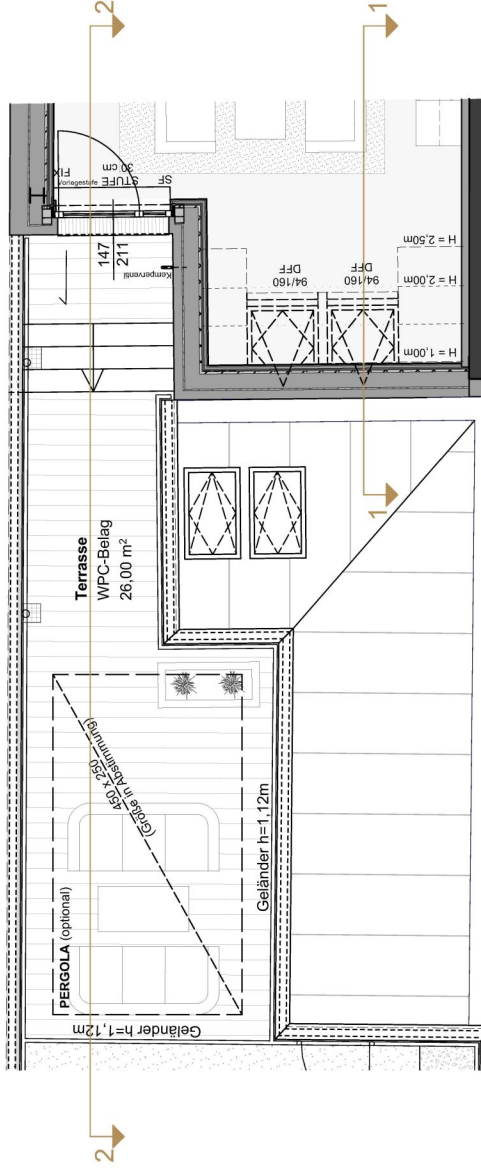 2
1
FIX
Vorlegestufe
STUFE
30 cm
SF
147
211
Kemperventil
94/160
DFF
94/160
DFF
H = 2,50m
H = 2,00m
H = 1,00m
Terrasse
WPC-Belag
26,00 m²
1
450 x 250
(Größe in Abstimmung)
PERGOLA (optional)
Geländer h=1,12m
Geländer h=1,12m
2